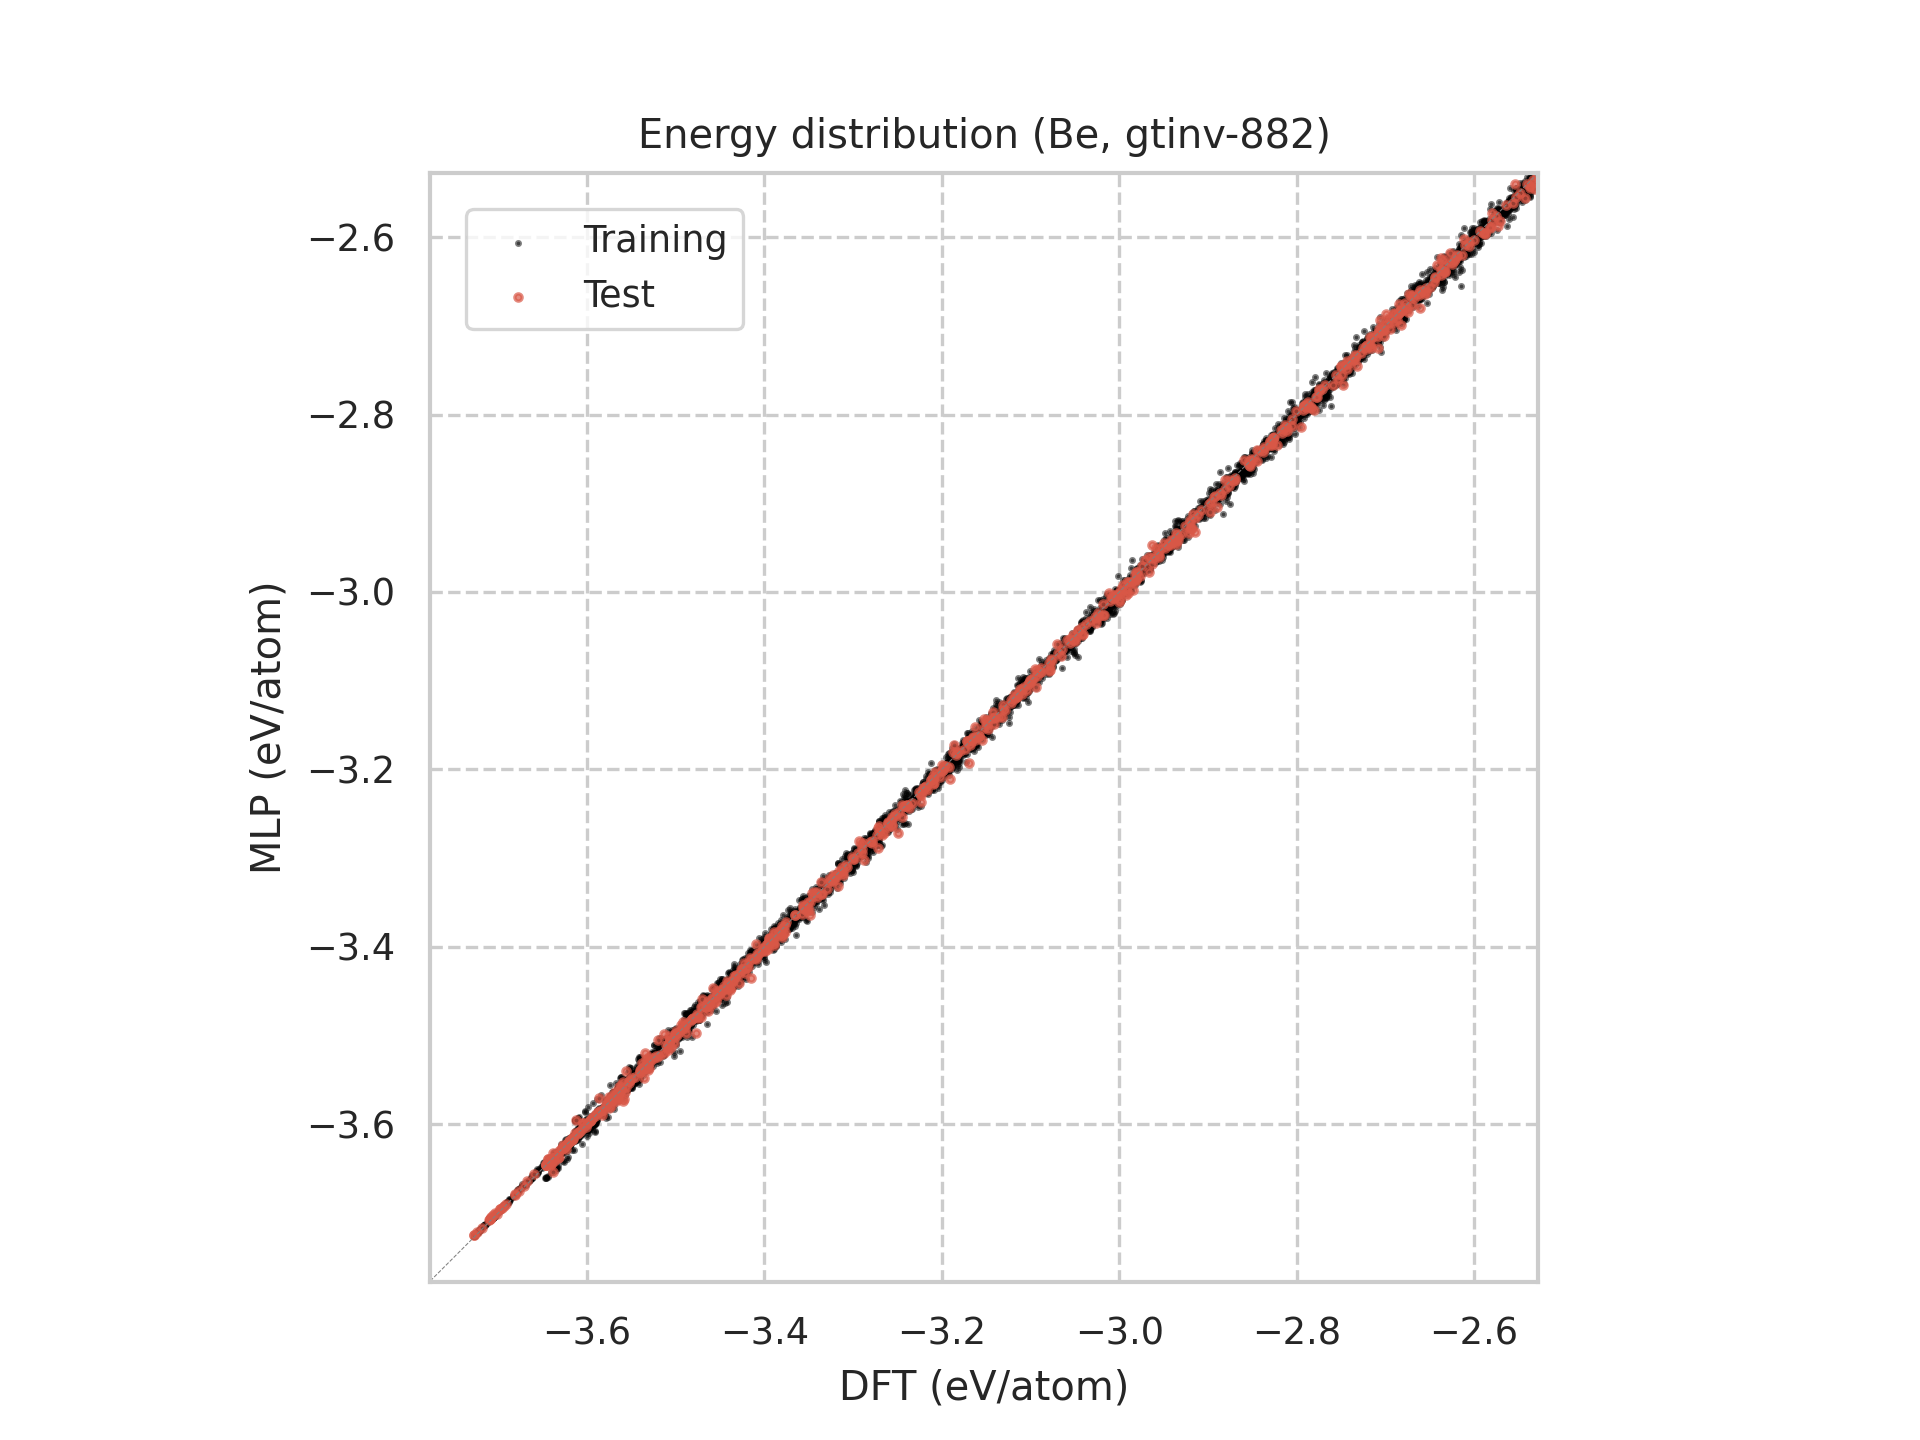 Energy distribution (Be, gtinv-882)
Training
Test
−2.6
−2.8
−3.0
−3.2
−3.4
−3.6
MLP (eV/atom)
−3.6 −3.4 −3.2 −3.0 −2.8 −2.6
DFT (eV/atom)